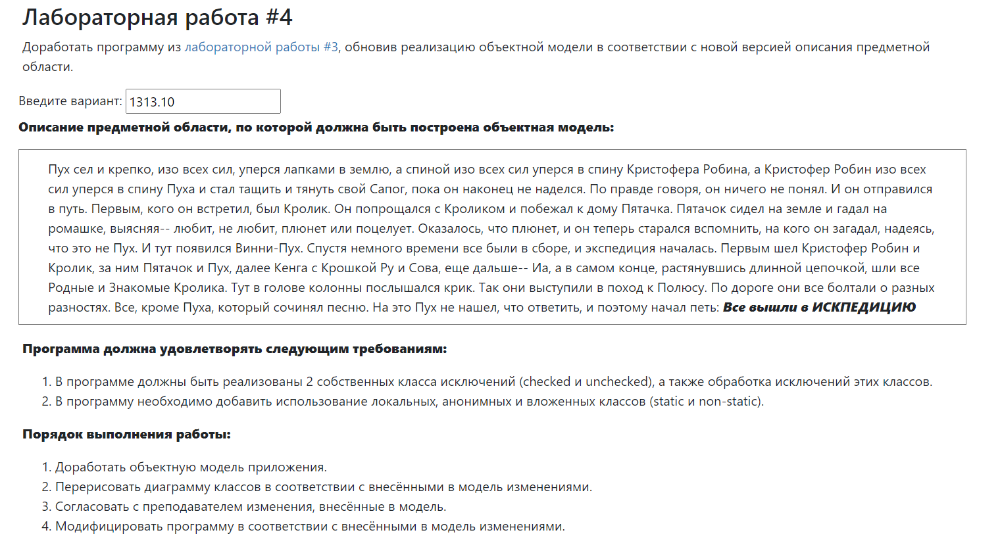 Лабораторная работа #4
Доработать программу из лабораторной работы #3, обновив реализацию объектной модели в соответствии с новой версией описания предметной
области.
Введите вариант: 1313.10
Описание предметной области, по которой должна быть построена объектная модель:
Пух сел и крепко, изо всех сил, уперся лапками в землю, а спиной изо всех сил уперся в спину Кристофера Робина, а Кристофер Робин изо всех
сил уперся в спину Пуха и стал тащить и тянуть свой Сапог, пока он наконец не наделся. По правде говоря, он ничего не понял. И он отправился
в путь. Первым, кого он встретил, был Кролик. Он попрощался с Кроликом и побежал к дому Пятачка. Пятачок сидел на земле и гадал на
ромашке, выясняя-- любит, не любит, плюнет или поцелует. Оказалось, что плюнет, и он теперь старался вспомнить, на кого он загадал, надеясь,
что это не Пух. И тут появился Винни-Пух. Спустя немного времени все были в сборе, и экспедиция началась. Первым шел Кристофер Робин и
Кролик, за ним Пятачок и Пух, далее Кенга с Крошкой Ру и Сова, еще дальше-- Иа, а в самом конце, растянувшись длинной цепочкой, шли все
Родные и Знакомые Кролика. Тут в голове колонны послышался крик. Так они выступили в поход к Полюсу. По дороге они все болтали о разных
разностях. Все, кроме Пуха, который сочинял песню. На это Пух не нашел, что ответить, и поэтому начал петь: Все вышли в ИСКПЕДИЦИЮ
Программа должна удовлетворять следующим требованиям:
1. В программе должны быть реализованы 2 собственных класса исключений (checked и unchecked), а также обработка исключений этих классов.
2. В программу необходимо добавить использование локальных, анонимных и вложенных классов (static и non-static).
Порядок выполнения работы:
1. Доработать объектную модель приложения.
2. Перерисовать диаграмму классов в соответствии с внесёнными в модель изменениями.
3. Согласовать с преподавателем изменения, внесённые в модель.
4. Модифицировать программу в соответствии с внесёнными в модель изменениями.